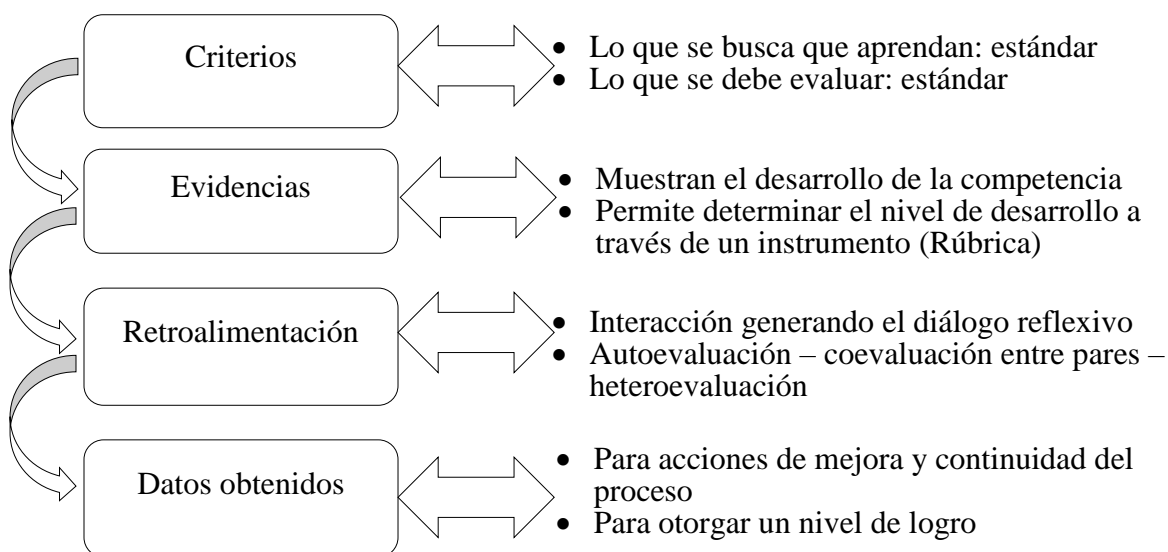 Criterios
• Lo que se busca que aprendan: estándar
• Lo que se debe evaluar: estándar
Evidencias
• Muestran el desarrollo de la competencia
• Permite determinar el nivel de desarrollo a
través de un instrumento (Rúbrica)
Retroalimentación
• Interacción generando el diálogo reflexivo
• Autoevaluación – coevaluación entre pares –
heteroevaluación
Datos obtenidos
• Para acciones de mejora y continuidad del
proceso
• Para otorgar un nivel de logro